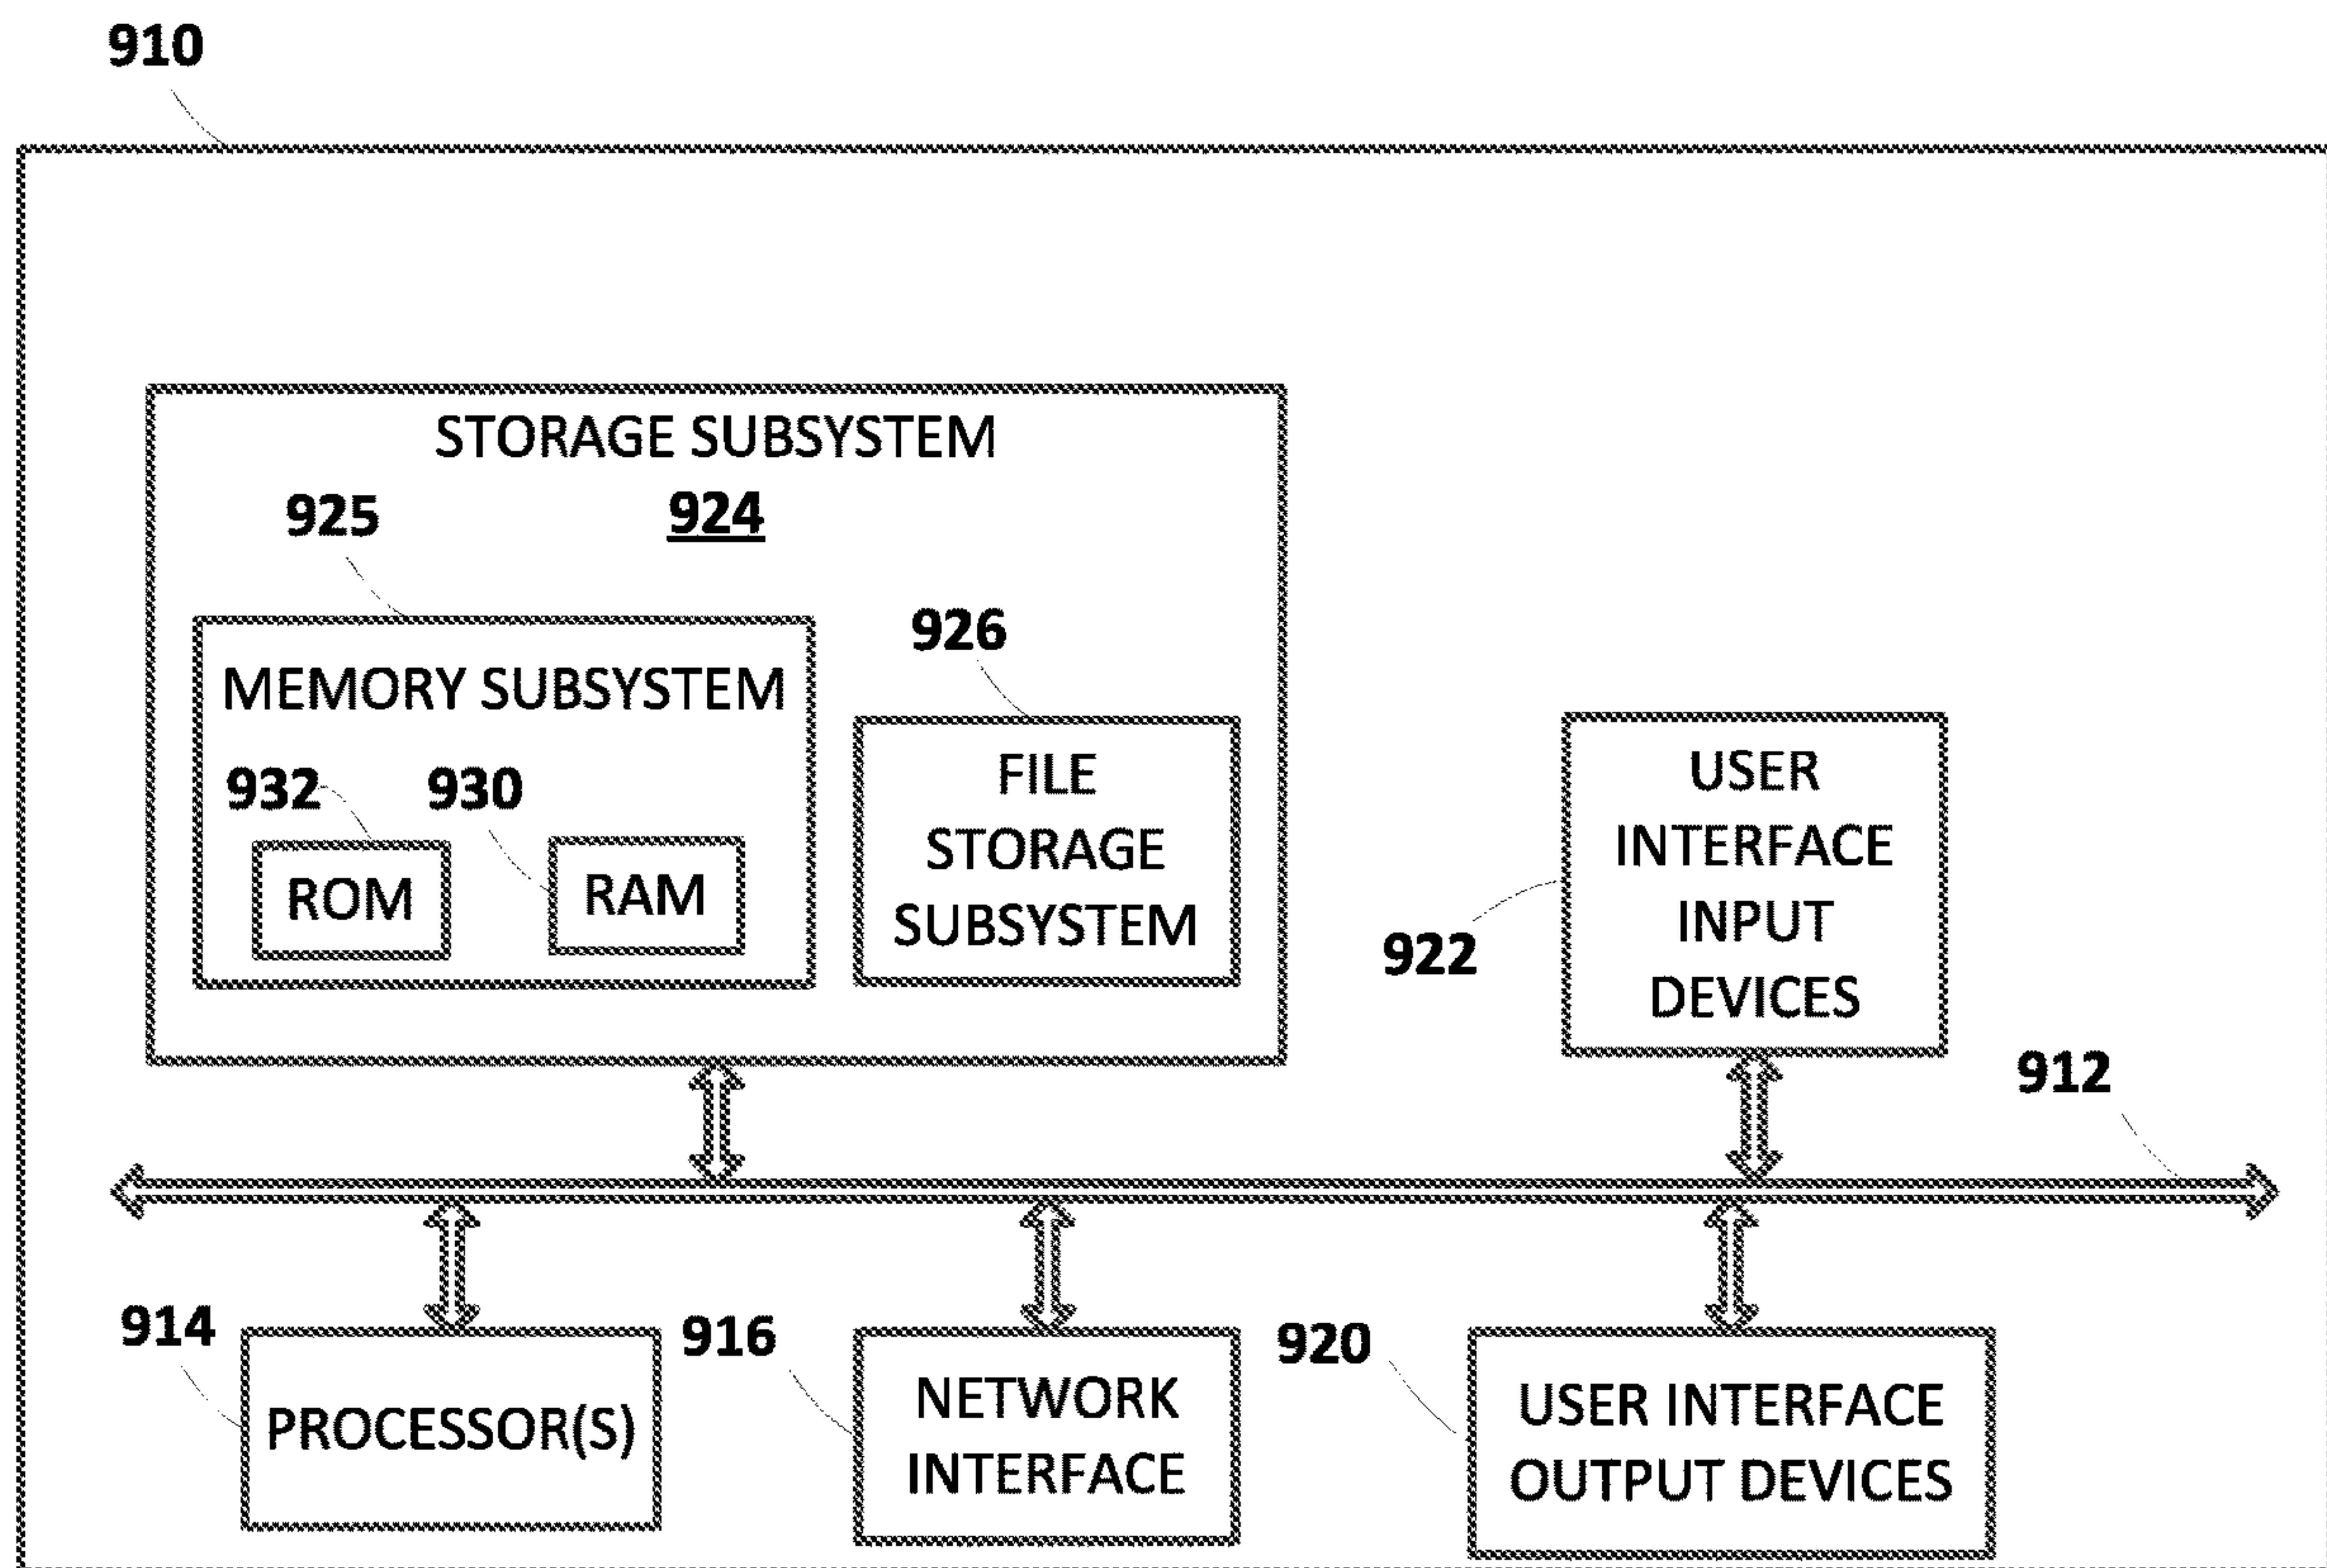 910
STORAGE SUBSYSTEM
925
924
926
MEMORY SUBSYSTEM
932
930
ROM
RAM
FILE
STORAGE
SUBSYSTEM
USER
INTERFACE
INPUT
DEVICES
922
912
914
PROCESSOR(S)
916
NETWORK
INTERFACE
920
USER INTERFACE
OUTPUT DEVICES